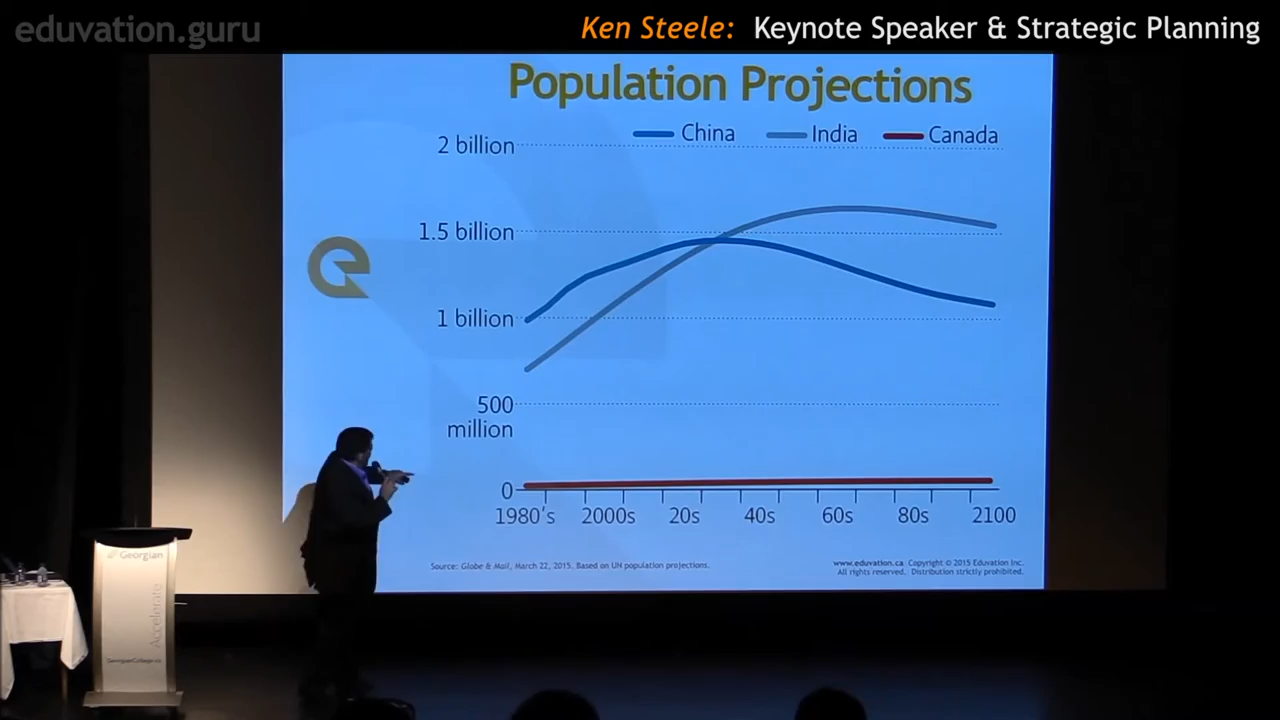 eduvation.guru
Ken Steele: Keynote Speaker & Strategic Planning
Population Projections
China India Canada
2 billion
1.5 billion
1 billion
500
million
0
1980's 2000s 20s 40s 60s 80s 2100
Source: Globe & Mail, March 22, 2015. Based on UN population projections.
www.eduvation.ca Copyright © 2015 Eduvation Inc.
All rights reserved. Distribution strictly prohibited.
Georgian
Accelerate